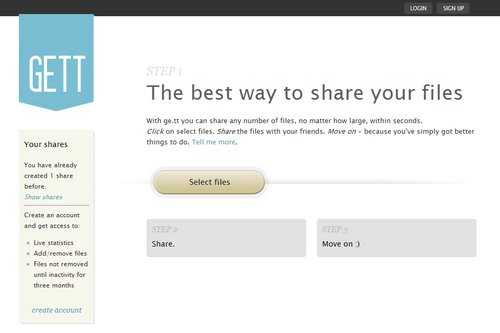 LOGIN
SIGN UP
GETT
STEP 1
The best way to share your files
With ge.tt you can share any number of files, no matter how large, within seconds.
Click on select files. Share the files with your friends. Move on – because you've simply got better
things to do. Tell me more.
Select files
STEP 2
Share.
STEP 3
Move on :)
Your shares
You have already
created 1 share
before.
Show shares
Create an account
and get access to:
Live statistics
Add/remove files
Files not removed
until inactivity for
three months
create account